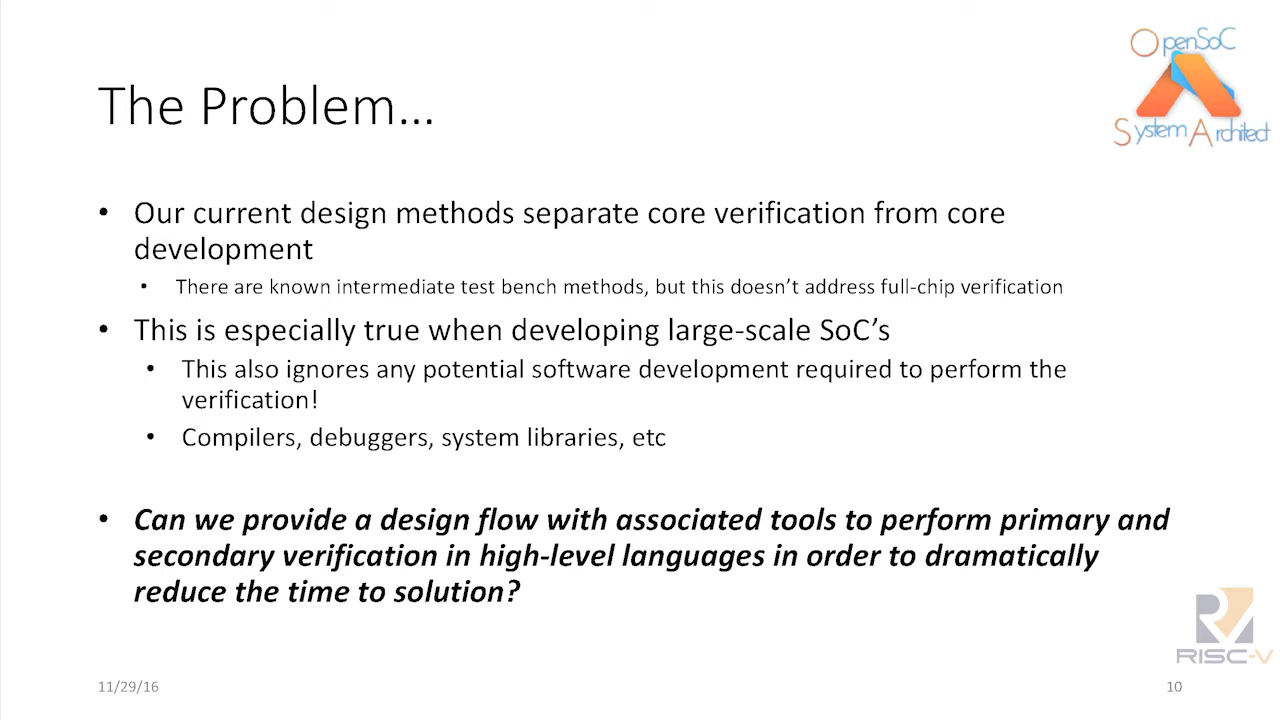 OpenSoC
System Architect
The Problem…
• Our current design methods separate core verification from core
development
• There are known intermediate test bench methods, but this doesn’t address full-chip verification
• This is especially true when developing large-scale SoC’s
• This also ignores any potential software development required to perform the
verification!
• Compilers, debuggers, system libraries, etc
• Can we provide a design flow with associated tools to perform primary and
secondary verification in high-level languages in order to dramatically
reduce the time to solution?
RISC-V
11/29/16
10